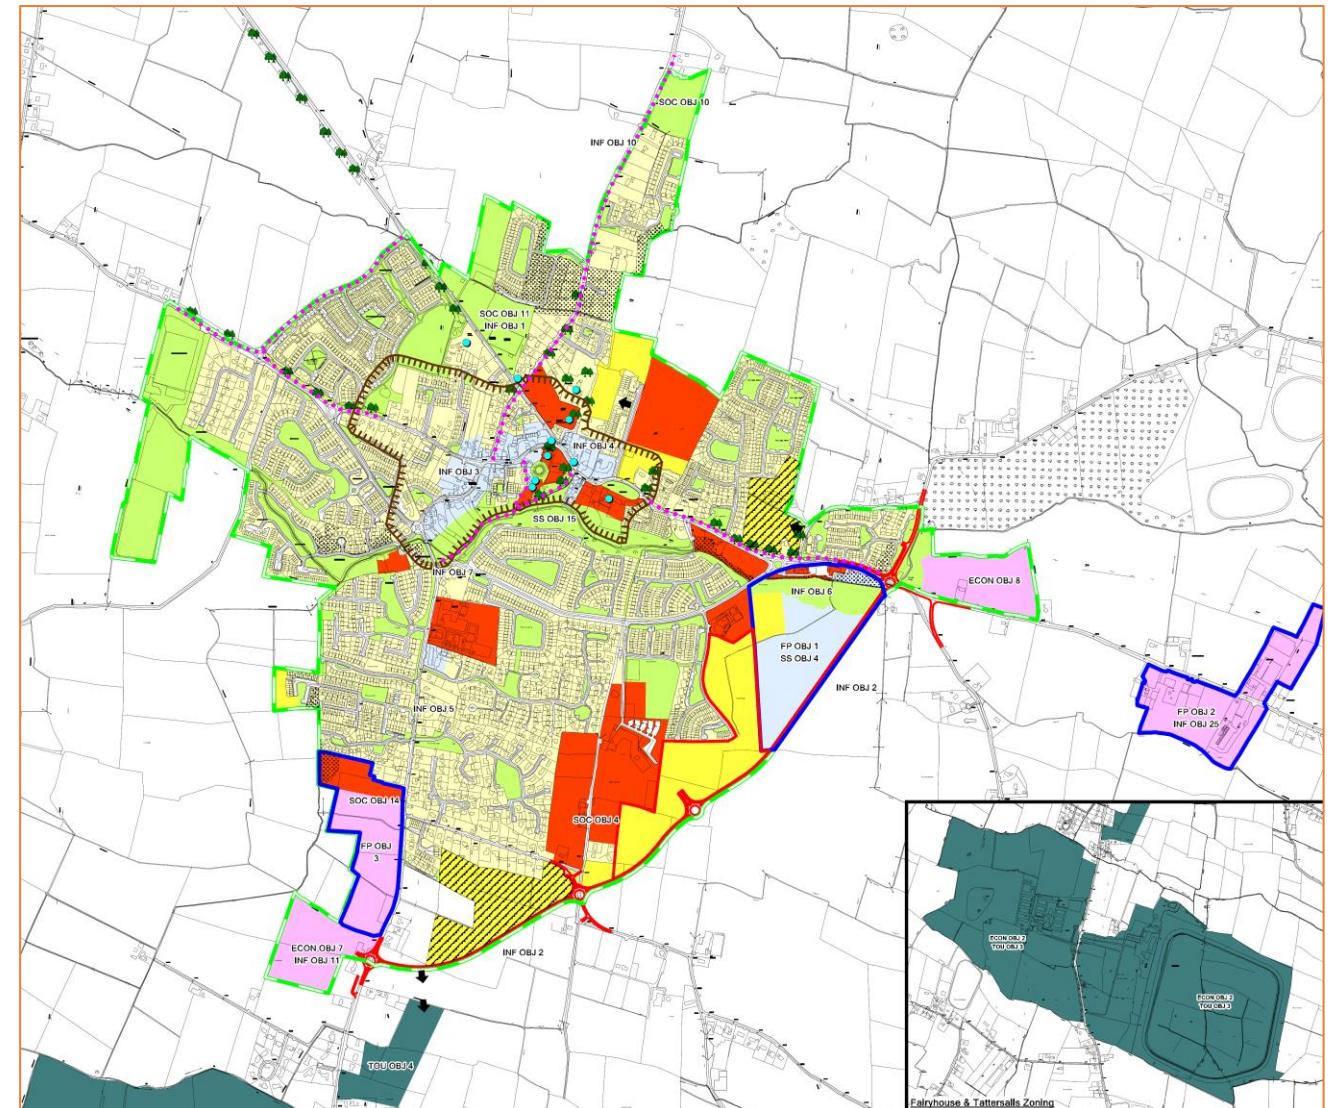 SOC OBJ 10
INF OBJ 10
SOC OBJ 11
INF OBJ 1
INF OBJ 4
INF OBJ 3
SS OBJ 15
INF OBJ 7
ECON OBJ 8
INF OBJ 6
FP OBJ 1
SS OBJ 4
INF OBJ 2
INF OBJ 5
FP OBJ 2
INF OBJ 25
SOC OBJ 14
SOC OBJ 4
FP OBJ
3
ECON OBJ 7
INF OBJ 11
INF OBJ 2
TOU OBJ 4
ECON OBJ 2
TOU OBJ 3
ECON OBJ 2
TOU OBJ 3
Fairyhouse & Tattersalls Zoning